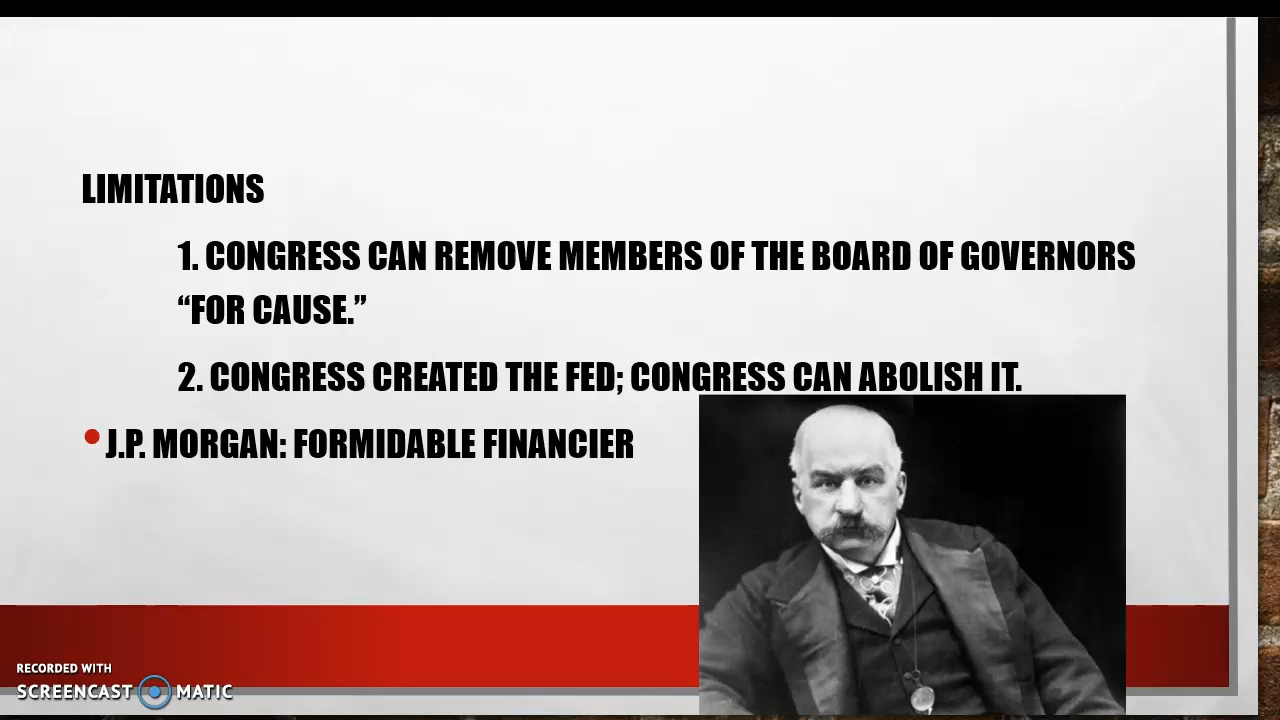 LIMITATIONS
1. CONGRESS CAN REMOVE MEMBERS OF THE BOARD OF GOVERNORS
“FOR CAUSE.”
2. CONGRESS CREATED THE FED; CONGRESS CAN ABOLISH IT.
J.P. MORGAN: FORMIDABLE FINANCIER
RECORDED WITH
SCREENCAST MATIC